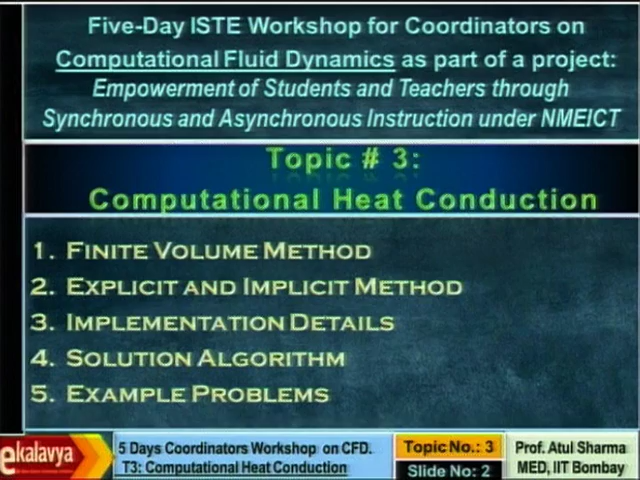 Five-Day ISTE Workshop for Coordinators on
Computational Fluid Dynamics as part of a project:
Empowerment of Students and Teachers through
Synchronous and Asynchronous Instruction under NMEICT
Topic # 3:
Computational Heat Conduction
1. Finite Volume Method
2. Explicit and Implicit Method
3. Implementation Details
4. Solution Algorithm
5. Example Problems
ekalavya
5 Days Coordinators Workshop on CFD.
T3: Computational Heat Conduction
Topic No.: 3
Slide No: 2
Prof. Atul Sharma
MED, IIT Bombay